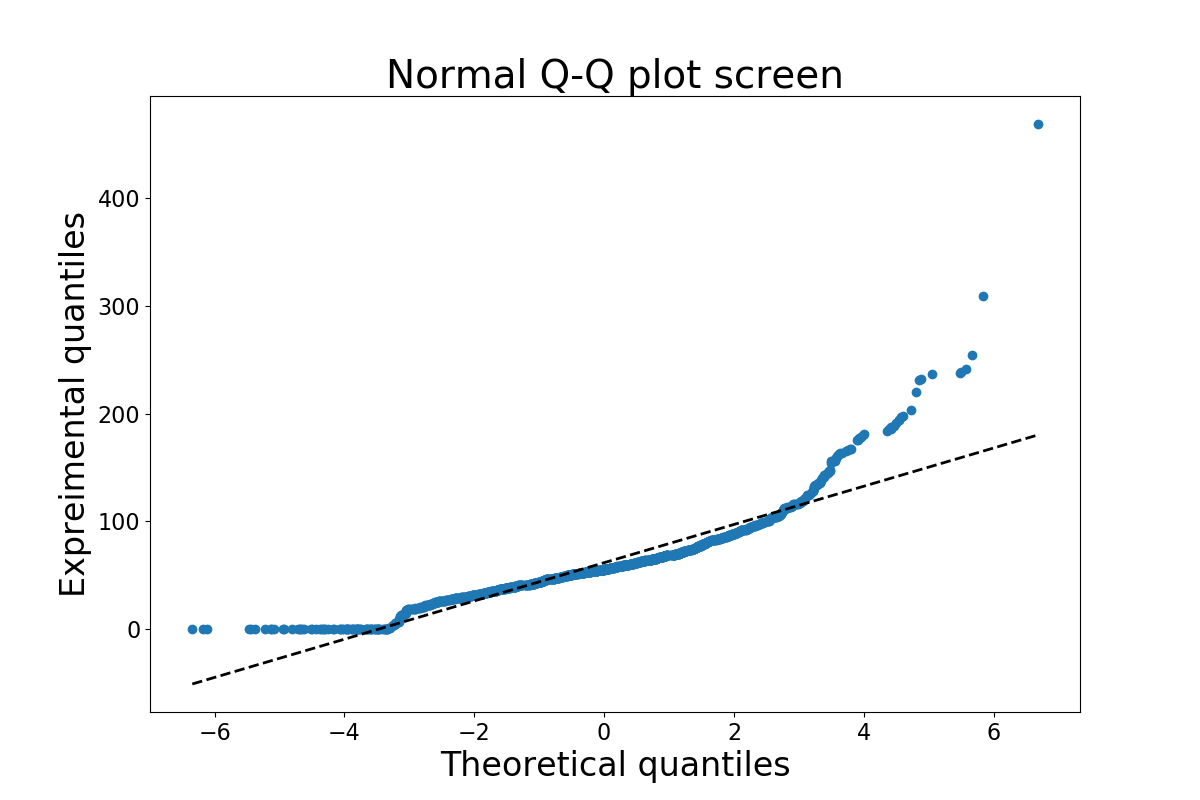 Normal Q-Q plot screen
Expreimental quantiles
400
300
200
100
0
−6 −4 −2 0 2 4 6
Theoretical quantiles